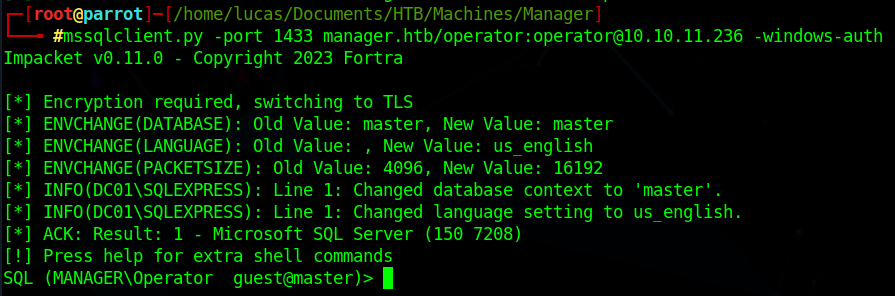 ┌─[root@parrot]─[/home/lucas/Documents/HTB/Machines/Manager]
└──╼ #mssqlclient.py -port 1433 manager.htb/operator:operator@10.10.11.236 -windows-auth
Impacket v0.11.0 - Copyright 2023 Fortra
[*] Encryption required, switching to TLS
[*] ENVCHANGE(DATABASE): Old Value: master, New Value: master
[*] ENVCHANGE(LANGUAGE): Old Value: , New Value: us_english
[*] ENVCHANGE(PACKETSIZE): Old Value: 4096, New Value: 16192
[*] INFO(DC01\SQLEXPRESS): Line 1: Changed database context to 'master'.
[*] INFO(DC01\SQLEXPRESS): Line 1: Changed language setting to us_english.
[*] ACK: Result: 1 - Microsoft SQL Server (150 7208)
[!] Press help for extra shell commands
SQL (MANAGER\Operator  guest@master)>